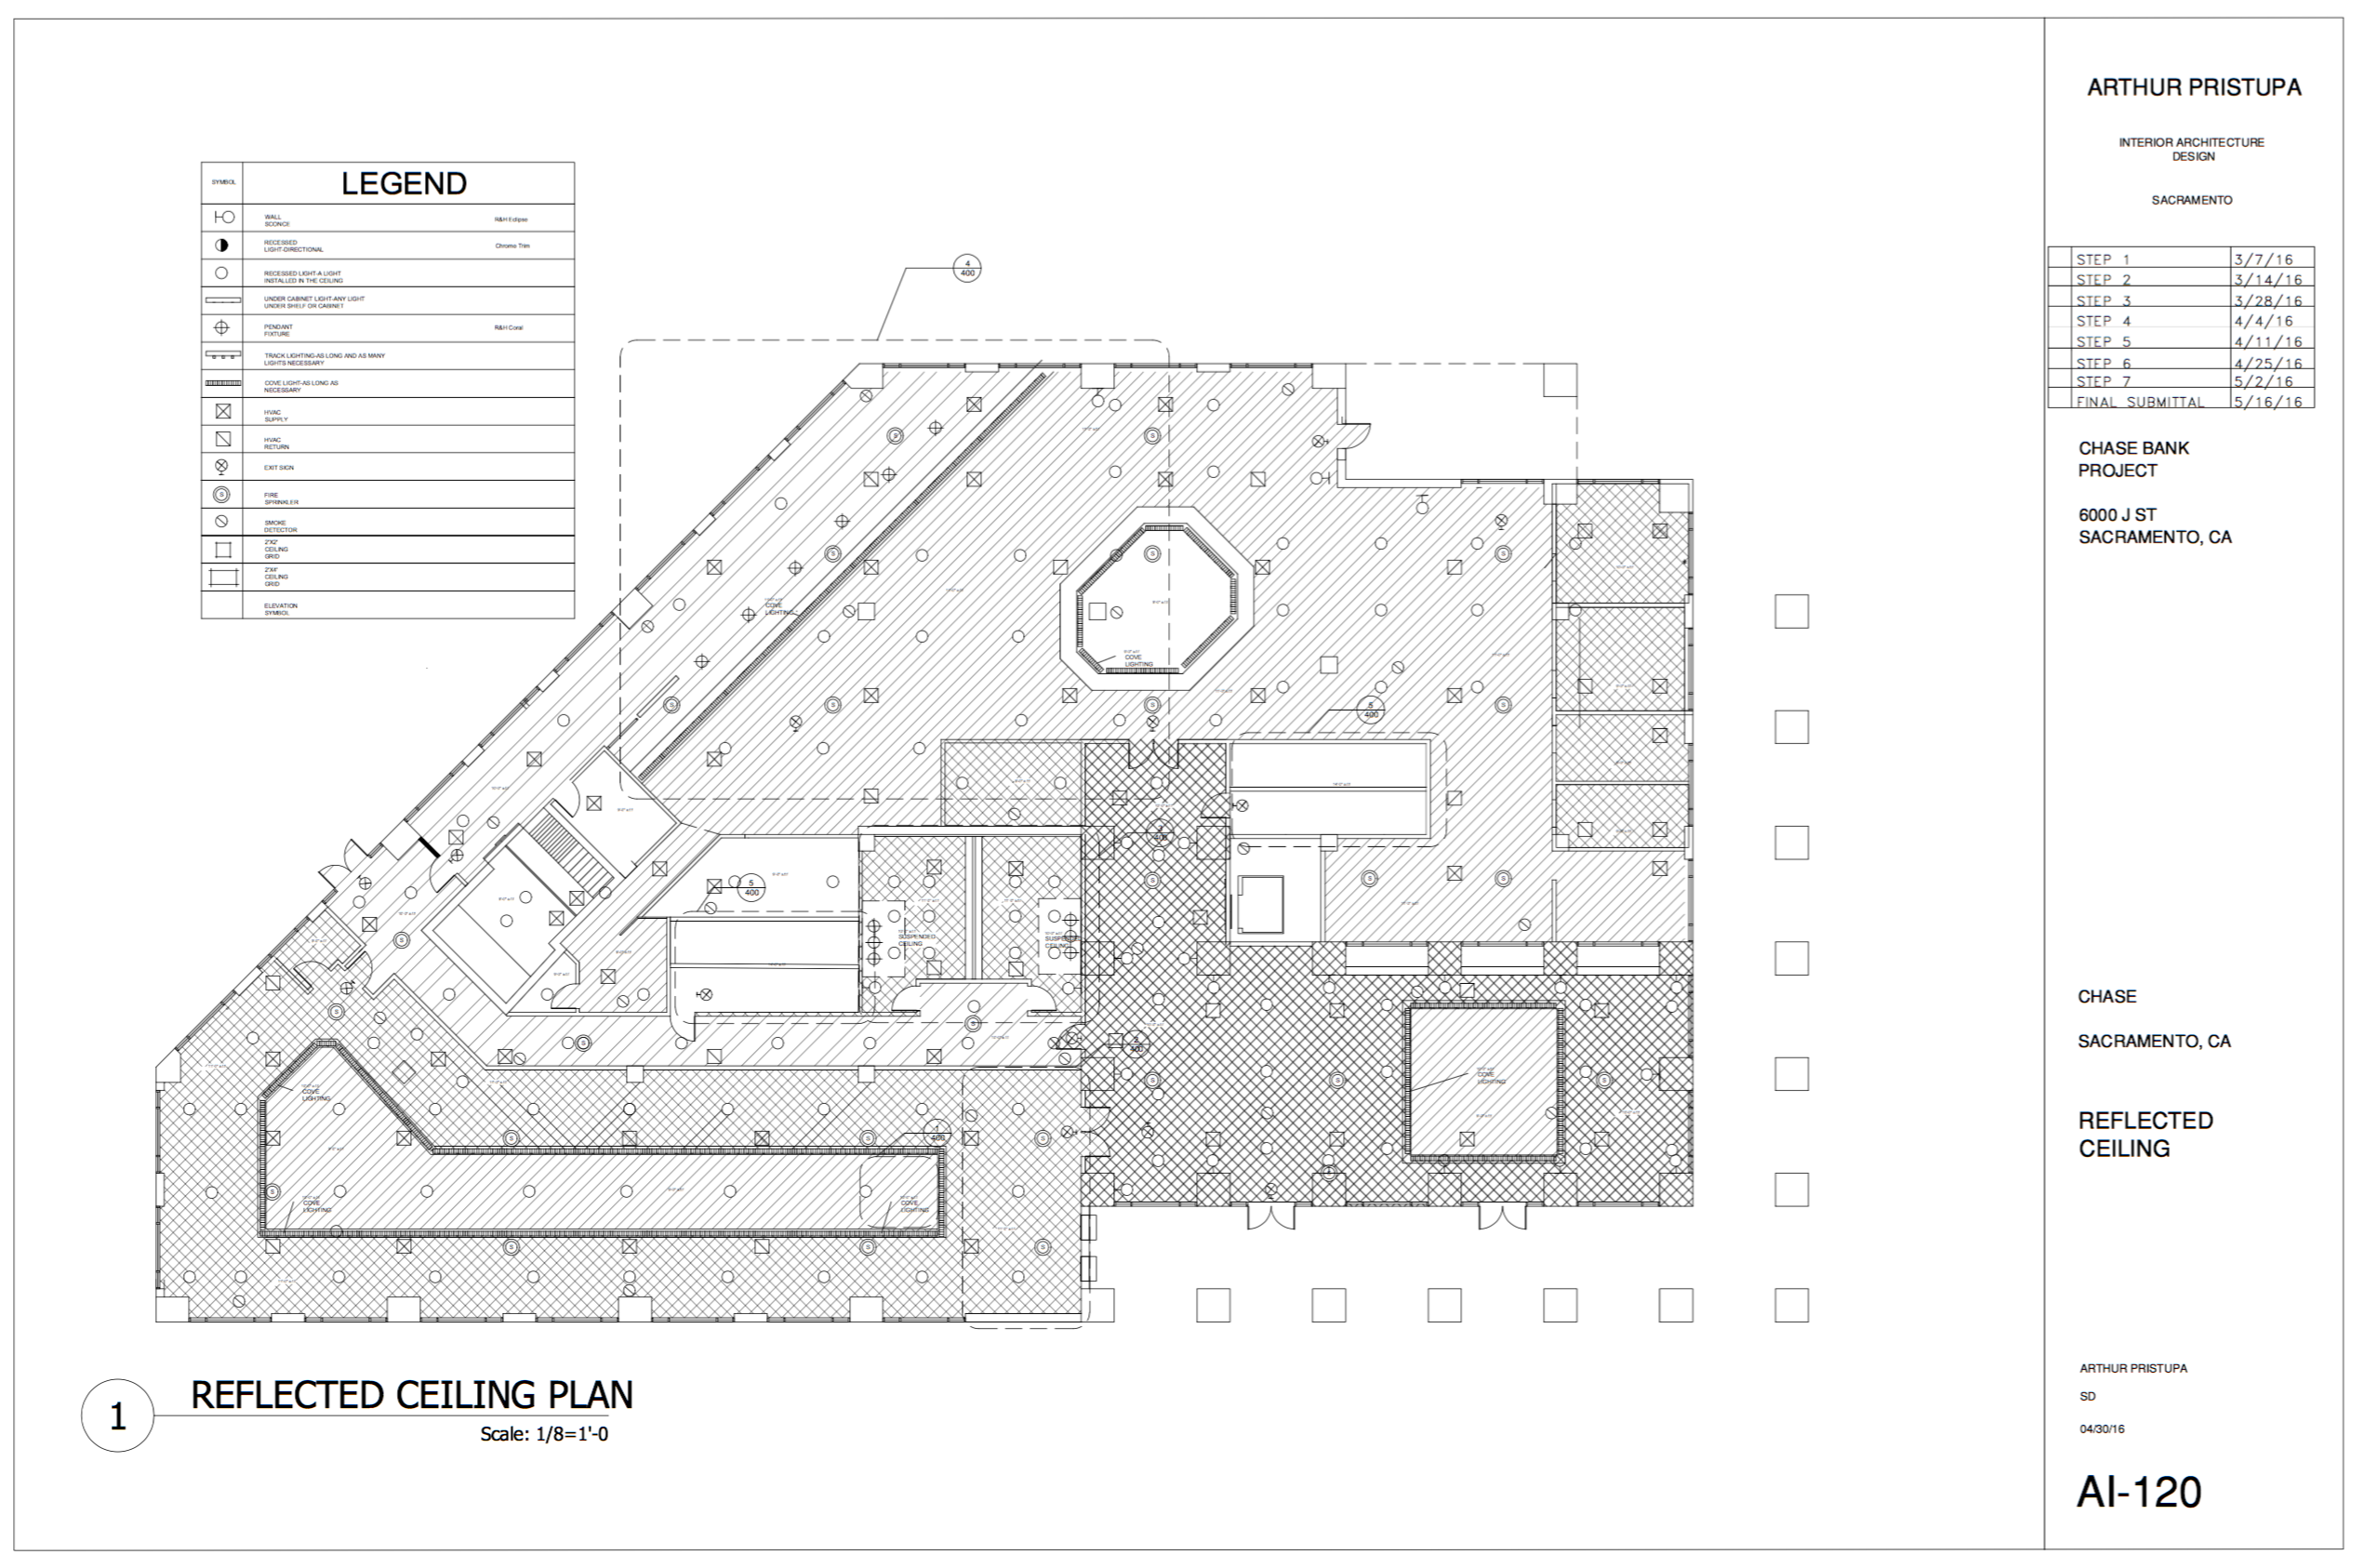 SYMBOL
LEGEND
WALL
SCONCE
R&H Eclipse
RECESSED
LIGHT-DIRECTIONAL
Chrome Trim
RECESSED LIGHT-A LIGHT
INSTALLED IN THE CEILING
UNDER CABINET LIGHT-ANY LIGHT
UNDER SHELF OR CABINET
PENDANT
FIXTURE
R&H Coral
TRACK LIGHTING-AS LONG AND AS MANY
LIGHTS NECESSARY
COVE LIGHT-AS LONG AS
NECESSARY
HVAC
SUPPLY
HVAC
RETURN
EXIT SIGN
S
FIRE
SPRINKLER
SMOKE
DETECTOR
2'X2'
CEILING
GRID
2'X4'
CEILING
GRID
ELEVATION
SYMBOL
4
400
COVE
LIGHTING
COVE
LIGHTING
5
400
5
400
SUSPENDED
CEILING
SUSPENDED
CEILING
2
400
COVE
LIGHTING
COVE
LIGHTING
1
400
COVE
LIGHTING
COVE
LIGHTING
1
REFLECTED CEILING PLAN
Scale: 1/8=1'-0
ARTHUR PRISTUPA
INTERIOR ARCHITECTURE
DESIGN
SACRAMENTO
STEP 1 3/7/16
STEP 2 3/14/16
STEP 3 3/28/16
STEP 4 4/4/16
STEP 5 4/11/16
STEP 6 4/25/16
STEP 7 5/2/16
FINAL SUBMITTAL 5/16/16
CHASE BANK
PROJECT
6000 J ST
SACRAMENTO, CA
CHASE
SACRAMENTO, CA
REFLECTED
CEILING
ARTHUR PRISTUPA
SD
04/30/16
AI-120